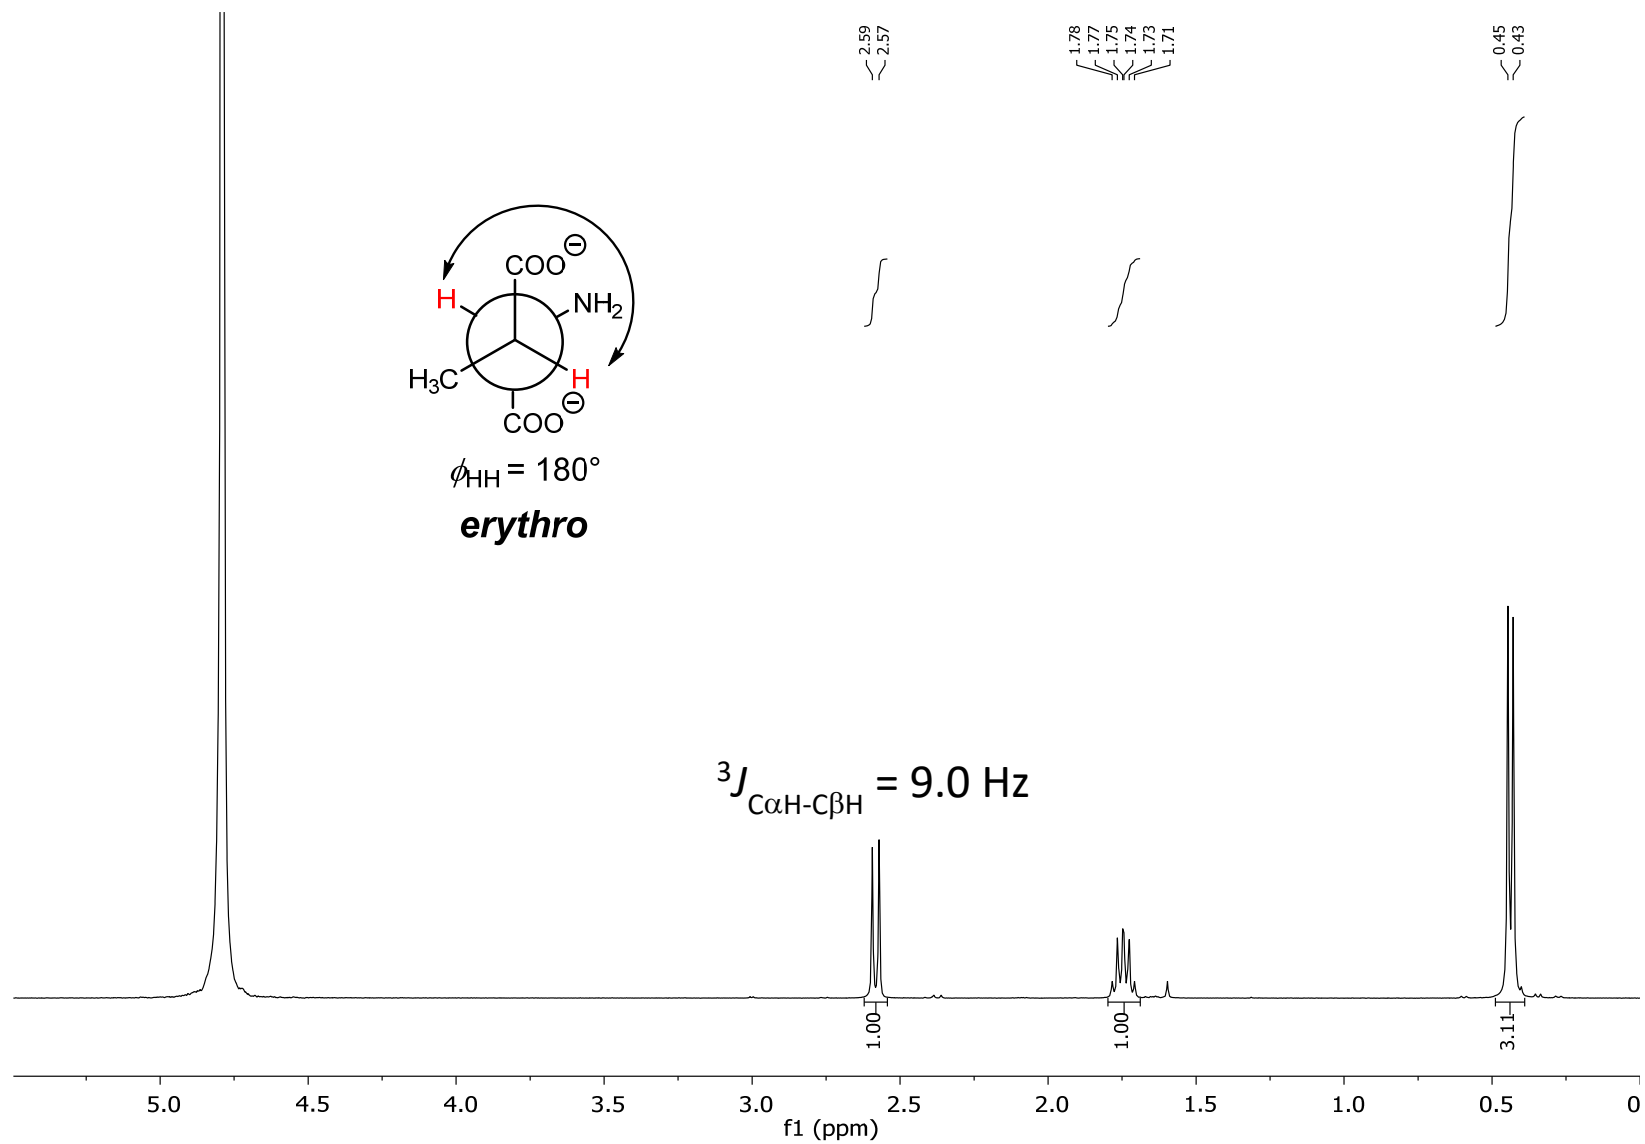 2.59
2.57
1.78
1.77
1.75
1.74
1.73
1.71
0.45
0.43
COO⊖
H
NH2
H3C
H
COO⊖
ϕHH = 180°
erythro
3JCαH-CβH = 9.0 Hz
1.00
1.00
3.11
5.0 4.5 4.0 3.5 3.0 2.5 2.0 1.5 1.0 0.5 0
f1 (ppm)